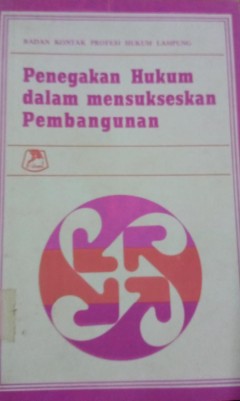 BADAN KONTAK PROFESI HUKUM LAMPUNG
Penegakan Hukum
dalam mensukseskan
Pembangunan